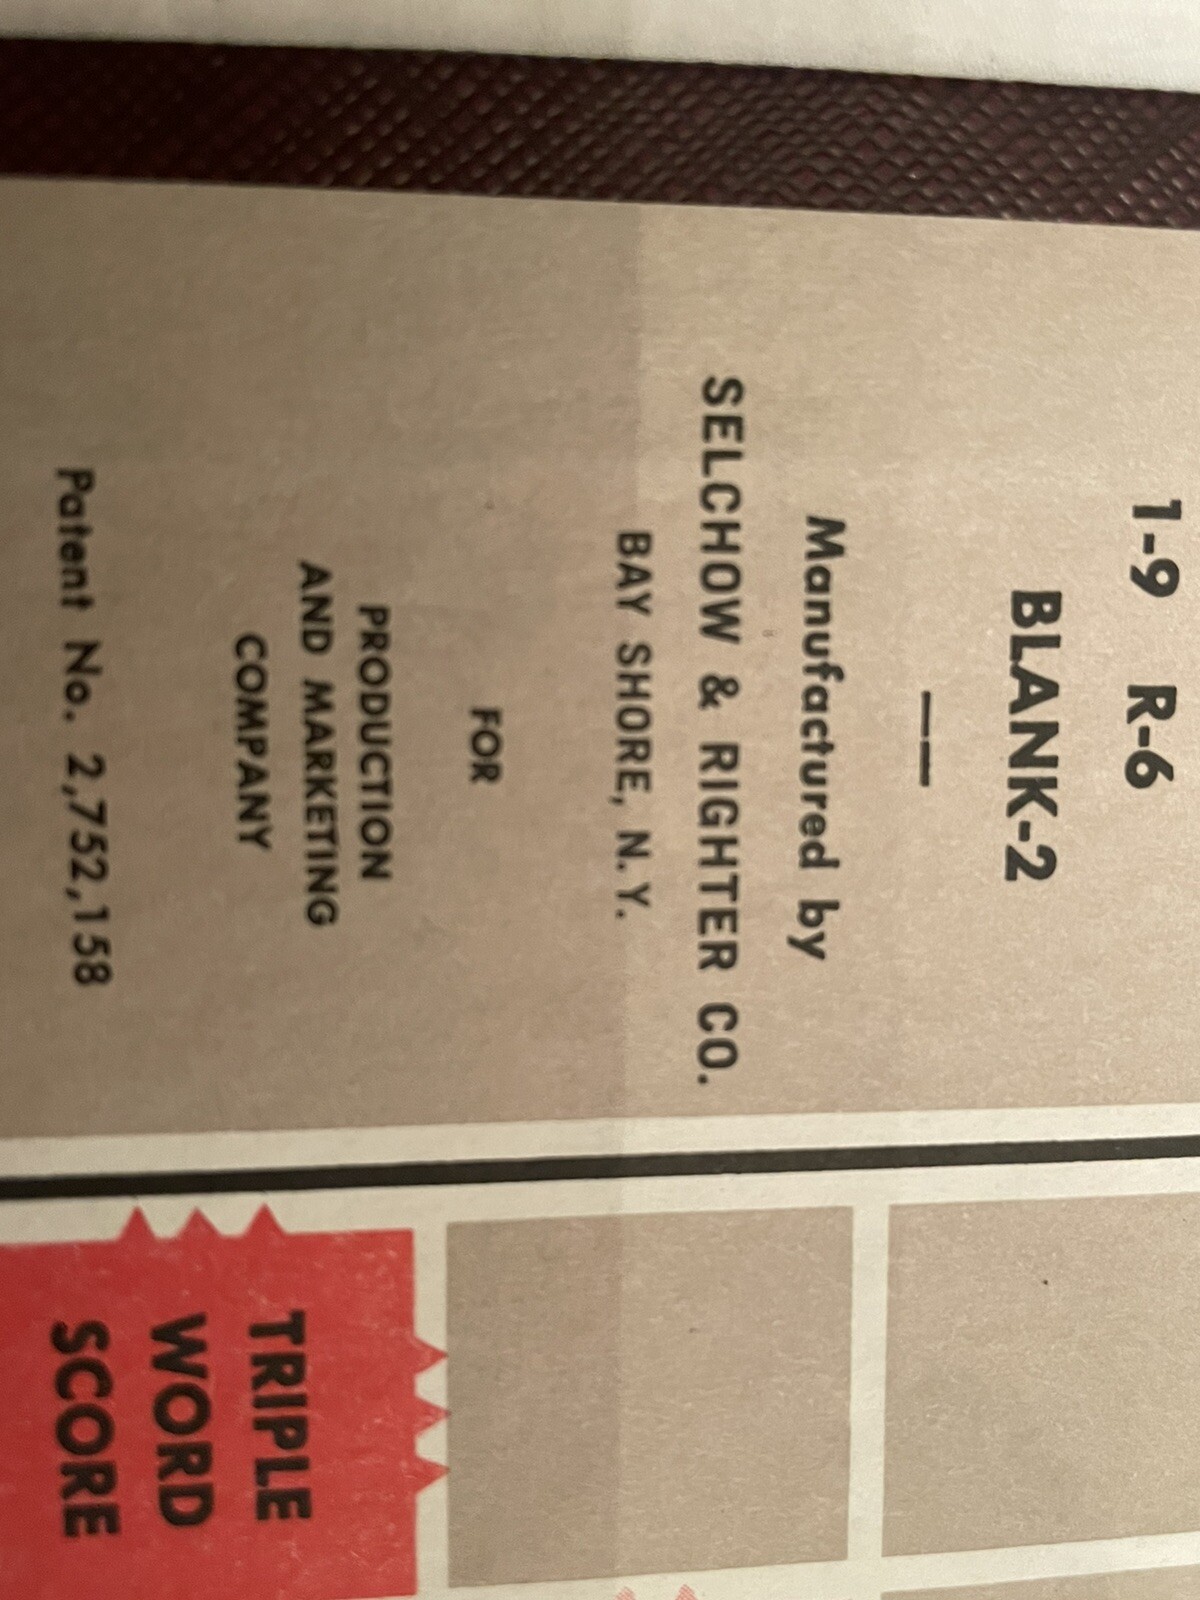 1-9 R-6
BLANK-2
Manufactured by
SELCHOW & RIGHTER CO.
BAY SHORE, N.Y.
FOR
PRODUCTION
AND MARKETING
COMPANY
Patent No. 2,752,158
TRIPLE
WORD
SCORE